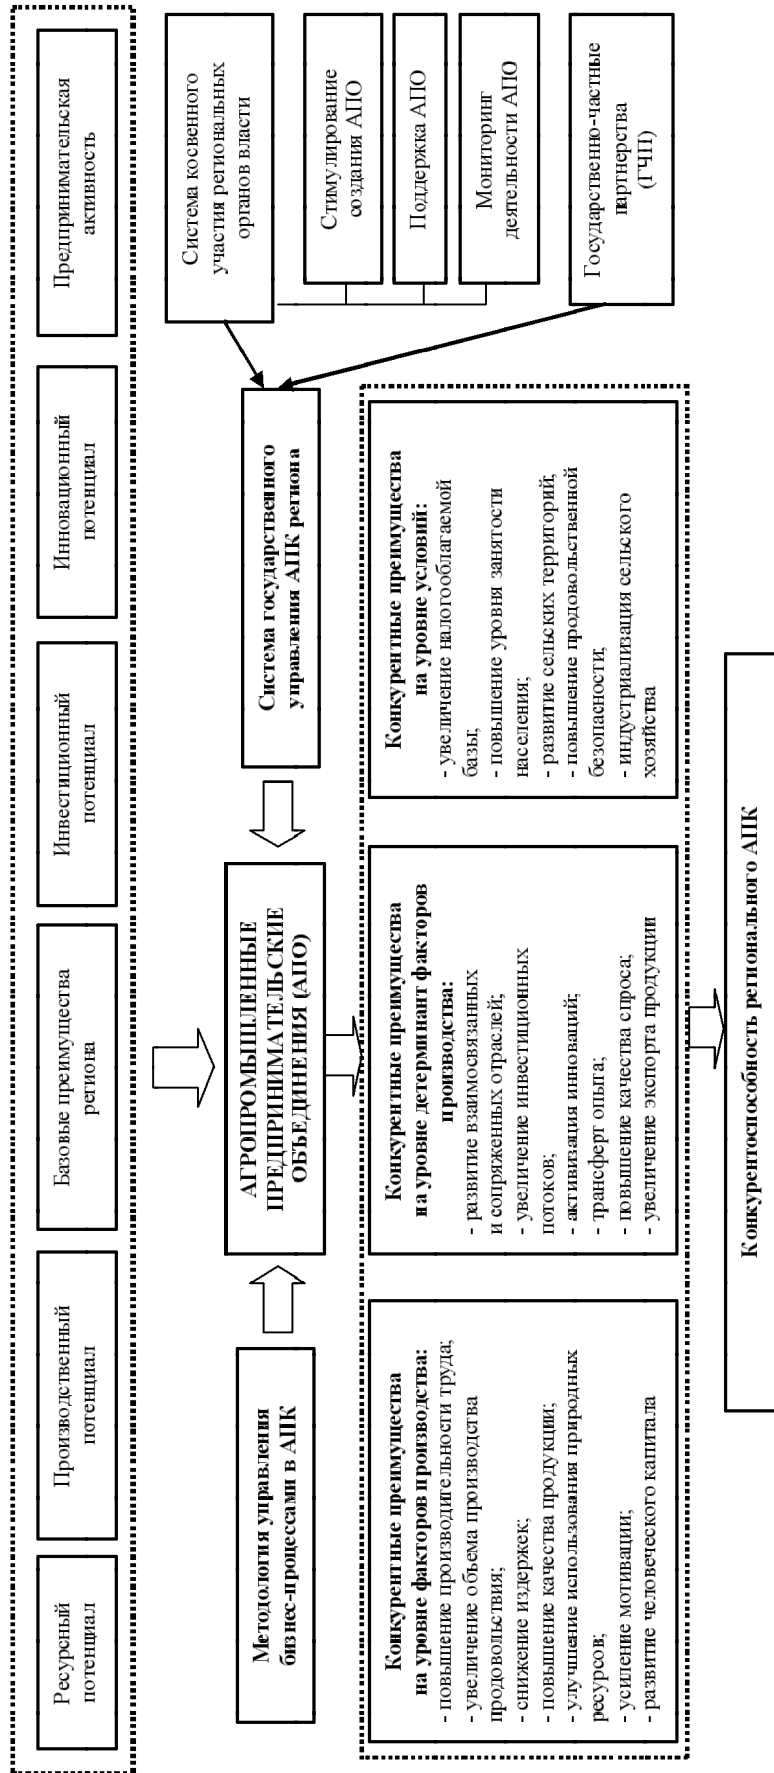 Ресурсный
потенциал
Производственный
потенциал
Базовые преимущества
региона
Инвестиционный
потенциал
Инновационный
потенциал
Предпринимательская
активность
Методология управления
бизнес-процессами в АПК
АГРОПРОМЫШЛЕННЫЕ
ПРЕДПРИНИМАТЕЛЬСКИЕ
ОБЪЕДИНЕНИЯ (АПО)
Система государственного
управления АПК региона
Система косвенного
участия региональных
органов власти
Стимулирование
создания АПО
Поддержка АПО
Мониторинг
деятельности АПО
Государственно-частные
партнерства
(ГЧП)
Конкурентные преимущества
на уровне факторов производства:
- повышение производительности труда;
- увеличение объема производства
продовольствия;
- снижение издержек;
- повышение качества продукции;
- улучшение использования природных
ресурсов;
- усиление мотивации;
- развитие человеческого капитала
Конкурентные преимущества
на уровне детерминант факторов
производства:
- развитие взаимосвязанных
и сопряженных отраслей;
- увеличение инвестиционных
потоков;
- активизация инноваций;
- трансферт опыта;
- повышение качества спроса;
- увеличение экспорта продукции
Конкурентные преимущества
на уровне условий:
- увеличение налогооблагаемой
базы;
- повышение уровня занятости
населения;
- развитие сельских территорий;
- повышение продовольственной
безопасности;
- индустриализация сельского
хозяйства
Конкурентоспособность регионального АПК